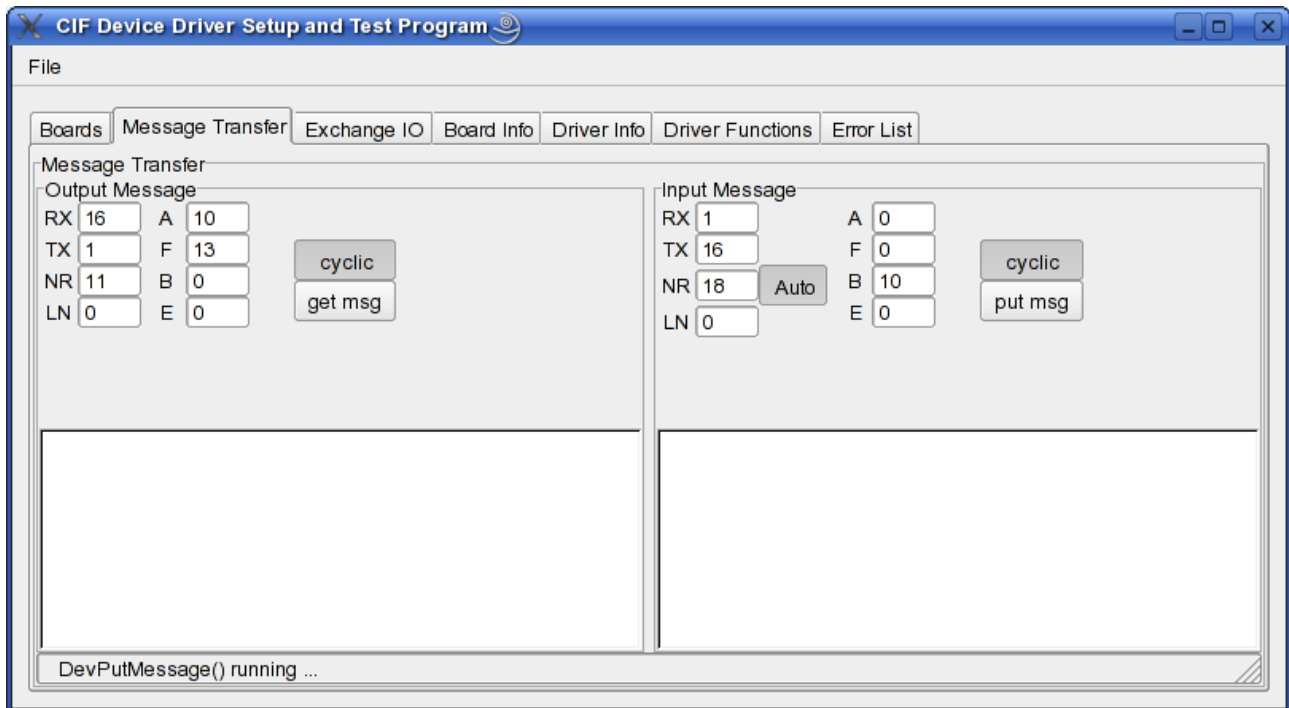 CIF Device Driver Setup and Test Program
File
Boards Message Transfer Exchange IO Board Info Driver Info Driver Functions Error List
Message Transfer
Output Message
RX 16 A 10
TX 1 F 13
NR 11 B 0
LN 0 E 0
cyclic
get msg
Input Message
RX 1 A 0
TX 16 F 0
NR 18 Auto B 10
LN 0 E 0
cyclic
put msg
DevPutMessage() running ...